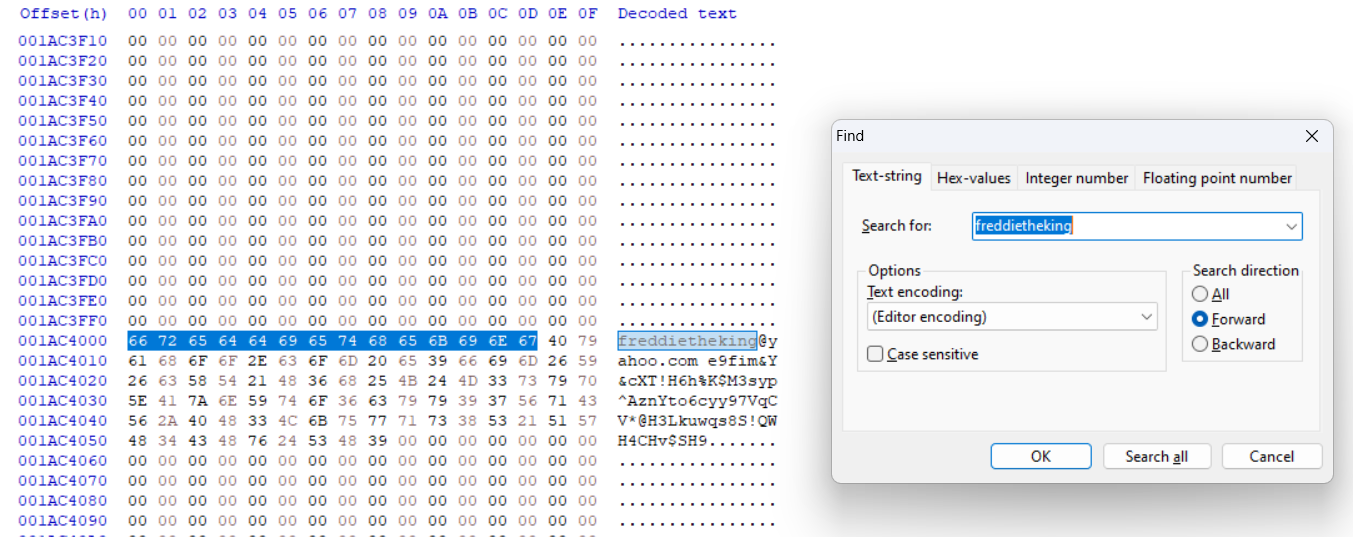 Offset(h) 00 01 02 03 04 05 06 07 08 09 0A 0B 0C 0D 0E 0F Decoded text
001AC3F10 00 00 00 00 00 00 00 00 00 00 00 00 00 00 00 00 ................
001AC3F20 00 00 00 00 00 00 00 00 00 00 00 00 00 00 00 00 ................
001AC3F30 00 00 00 00 00 00 00 00 00 00 00 00 00 00 00 00 ................
001AC3F40 00 00 00 00 00 00 00 00 00 00 00 00 00 00 00 00 ................
001AC3F50 00 00 00 00 00 00 00 00 00 00 00 00 00 00 00 00 ................
001AC3F60 00 00 00 00 00 00 00 00 00 00 00 00 00 00 00 00 ................
001AC3F70 00 00 00 00 00 00 00 00 00 00 00 00 00 00 00 00 ................
001AC3F80 00 00 00 00 00 00 00 00 00 00 00 00 00 00 00 00 ................
001AC3F90 00 00 00 00 00 00 00 00 00 00 00 00 00 00 00 00 ................
001AC3FA0 00 00 00 00 00 00 00 00 00 00 00 00 00 00 00 00 ................
001AC3FB0 00 00 00 00 00 00 00 00 00 00 00 00 00 00 00 00 ................
001AC3FC0 00 00 00 00 00 00 00 00 00 00 00 00 00 00 00 00 ................
001AC3FD0 00 00 00 00 00 00 00 00 00 00 00 00 00 00 00 00 ................
001AC3FE0 00 00 00 00 00 00 00 00 00 00 00 00 00 00 00 00 ................
001AC3FF0 00 00 00 00 00 00 00 00 00 00 00 00 00 00 00 00 ................
001AC4000 66 72 65 64 64 69 65 74 68 65 6B 69 6E 67 40 79 freddietheking@y
001AC4010 61 68 6F 6F 2E 63 6F 6D 20 65 39 66 69 6D 26 59 ahoo.com e9fim&Y
001AC4020 26 63 58 54 21 48 36 68 25 4B 24 4D 33 73 79 70 &cXT!H6h%K$M3syp
001AC4030 5E 41 7A 6E 59 74 6F 36 63 79 79 39 37 56 71 43 ^AznYto6cyy97VqC
001AC4040 56 2A 40 48 33 4C 6B 75 77 71 73 38 53 21 51 57 V*@H3Lkuwqs8S!QW
001AC4050 48 34 43 48 76 24 53 48 39 00 00 00 00 00 00 00 H4CHv$SH9.......
001AC4060 00 00 00 00 00 00 00 00 00 00 00 00 00 00 00 00 ................
001AC4070 00 00 00 00 00 00 00 00 00 00 00 00 00 00 00 00 ................
001AC4080 00 00 00 00 00 00 00 00 00 00 00 00 00 00 00 00 ................
001AC4090 00 00 00 00 00 00 00 00 00 00 00 00 00 00 00 00 ................
Find
Text-string Hex-values Integer number Floating point number
Search for: freddietheking
Options
Text encoding:
(Editor encoding)
Case sensitive
Search direction
All
Forward
Backward
OK Search all Cancel